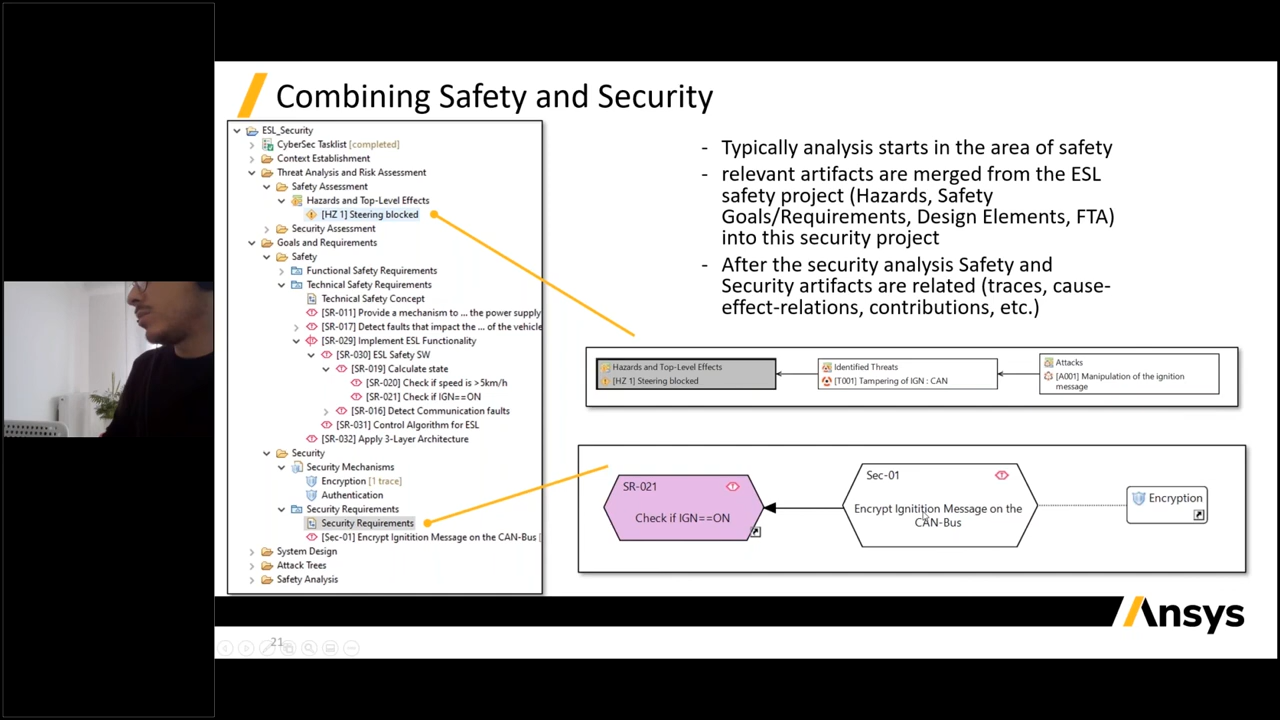 Combining Safety and Security
ESL_Security
CyberSec Tasklist [completed]
Context Establishment
Threat Analysis and Risk Assessment
Safety Assessment
Hazards and Top-Level Effects
[HZ 1] Steering blocked
Security Assessment
Goals and Requirements
Safety
Functional Safety Requirements
Technical Safety Requirements
Technical Safety Concept
[SR-011] Provide a mechanism to ... the power supply
[SR-017] Detect faults that impact the ... of the vehicle
[SR-029] Implement ESL Functionality
[SR-030] ESL Safety SW
[SR-019] Calculate state
[SR-020] Check if speed is >5km/h
[SR-021] Check if IGN==ON
[SR-016] Detect Communication faults
[SR-031] Control Algorithm for ESL
[SR-032] Apply 3-Layer Architecture
Security
Security Mechanisms
Encryption [1 trace]
Authentication
Security Requirements
Security Requirements
[Sec-01] Encrypt Ignitition Message on the CAN-Bus [
System Design
Attack Trees
Safety Analysis
- Typically analysis starts in the area of safety
- relevant artifacts are merged from the ESL
safety project (Hazards, Safety
Goals/Requirements, Design Elements, FTA)
into this security project
- After the security analysis Safety and
Security artifacts are related (traces, cause-
effect-relations, contributions, etc.)
Hazards and Top-Level Effects
[HZ 1] Steering blocked
Identified Threats
[T001] Tampering of IGN : CAN
Attacks
[A001] Manipulation of the ignition
message
SR-021
Check if IGN==ON
Sec-01
Encrypt Ignitition Message on the
CAN-Bus
Encryption
Ansys
21